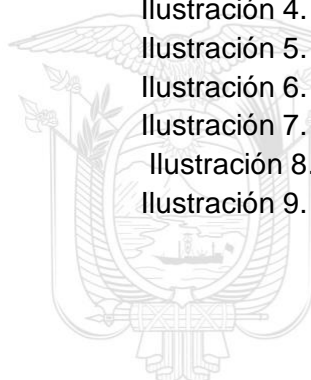 Ilustración 4.
Ilustración 5.
Ilustración 6.
Ilustración 7.
Ilustración 8.
Ilustración 9.